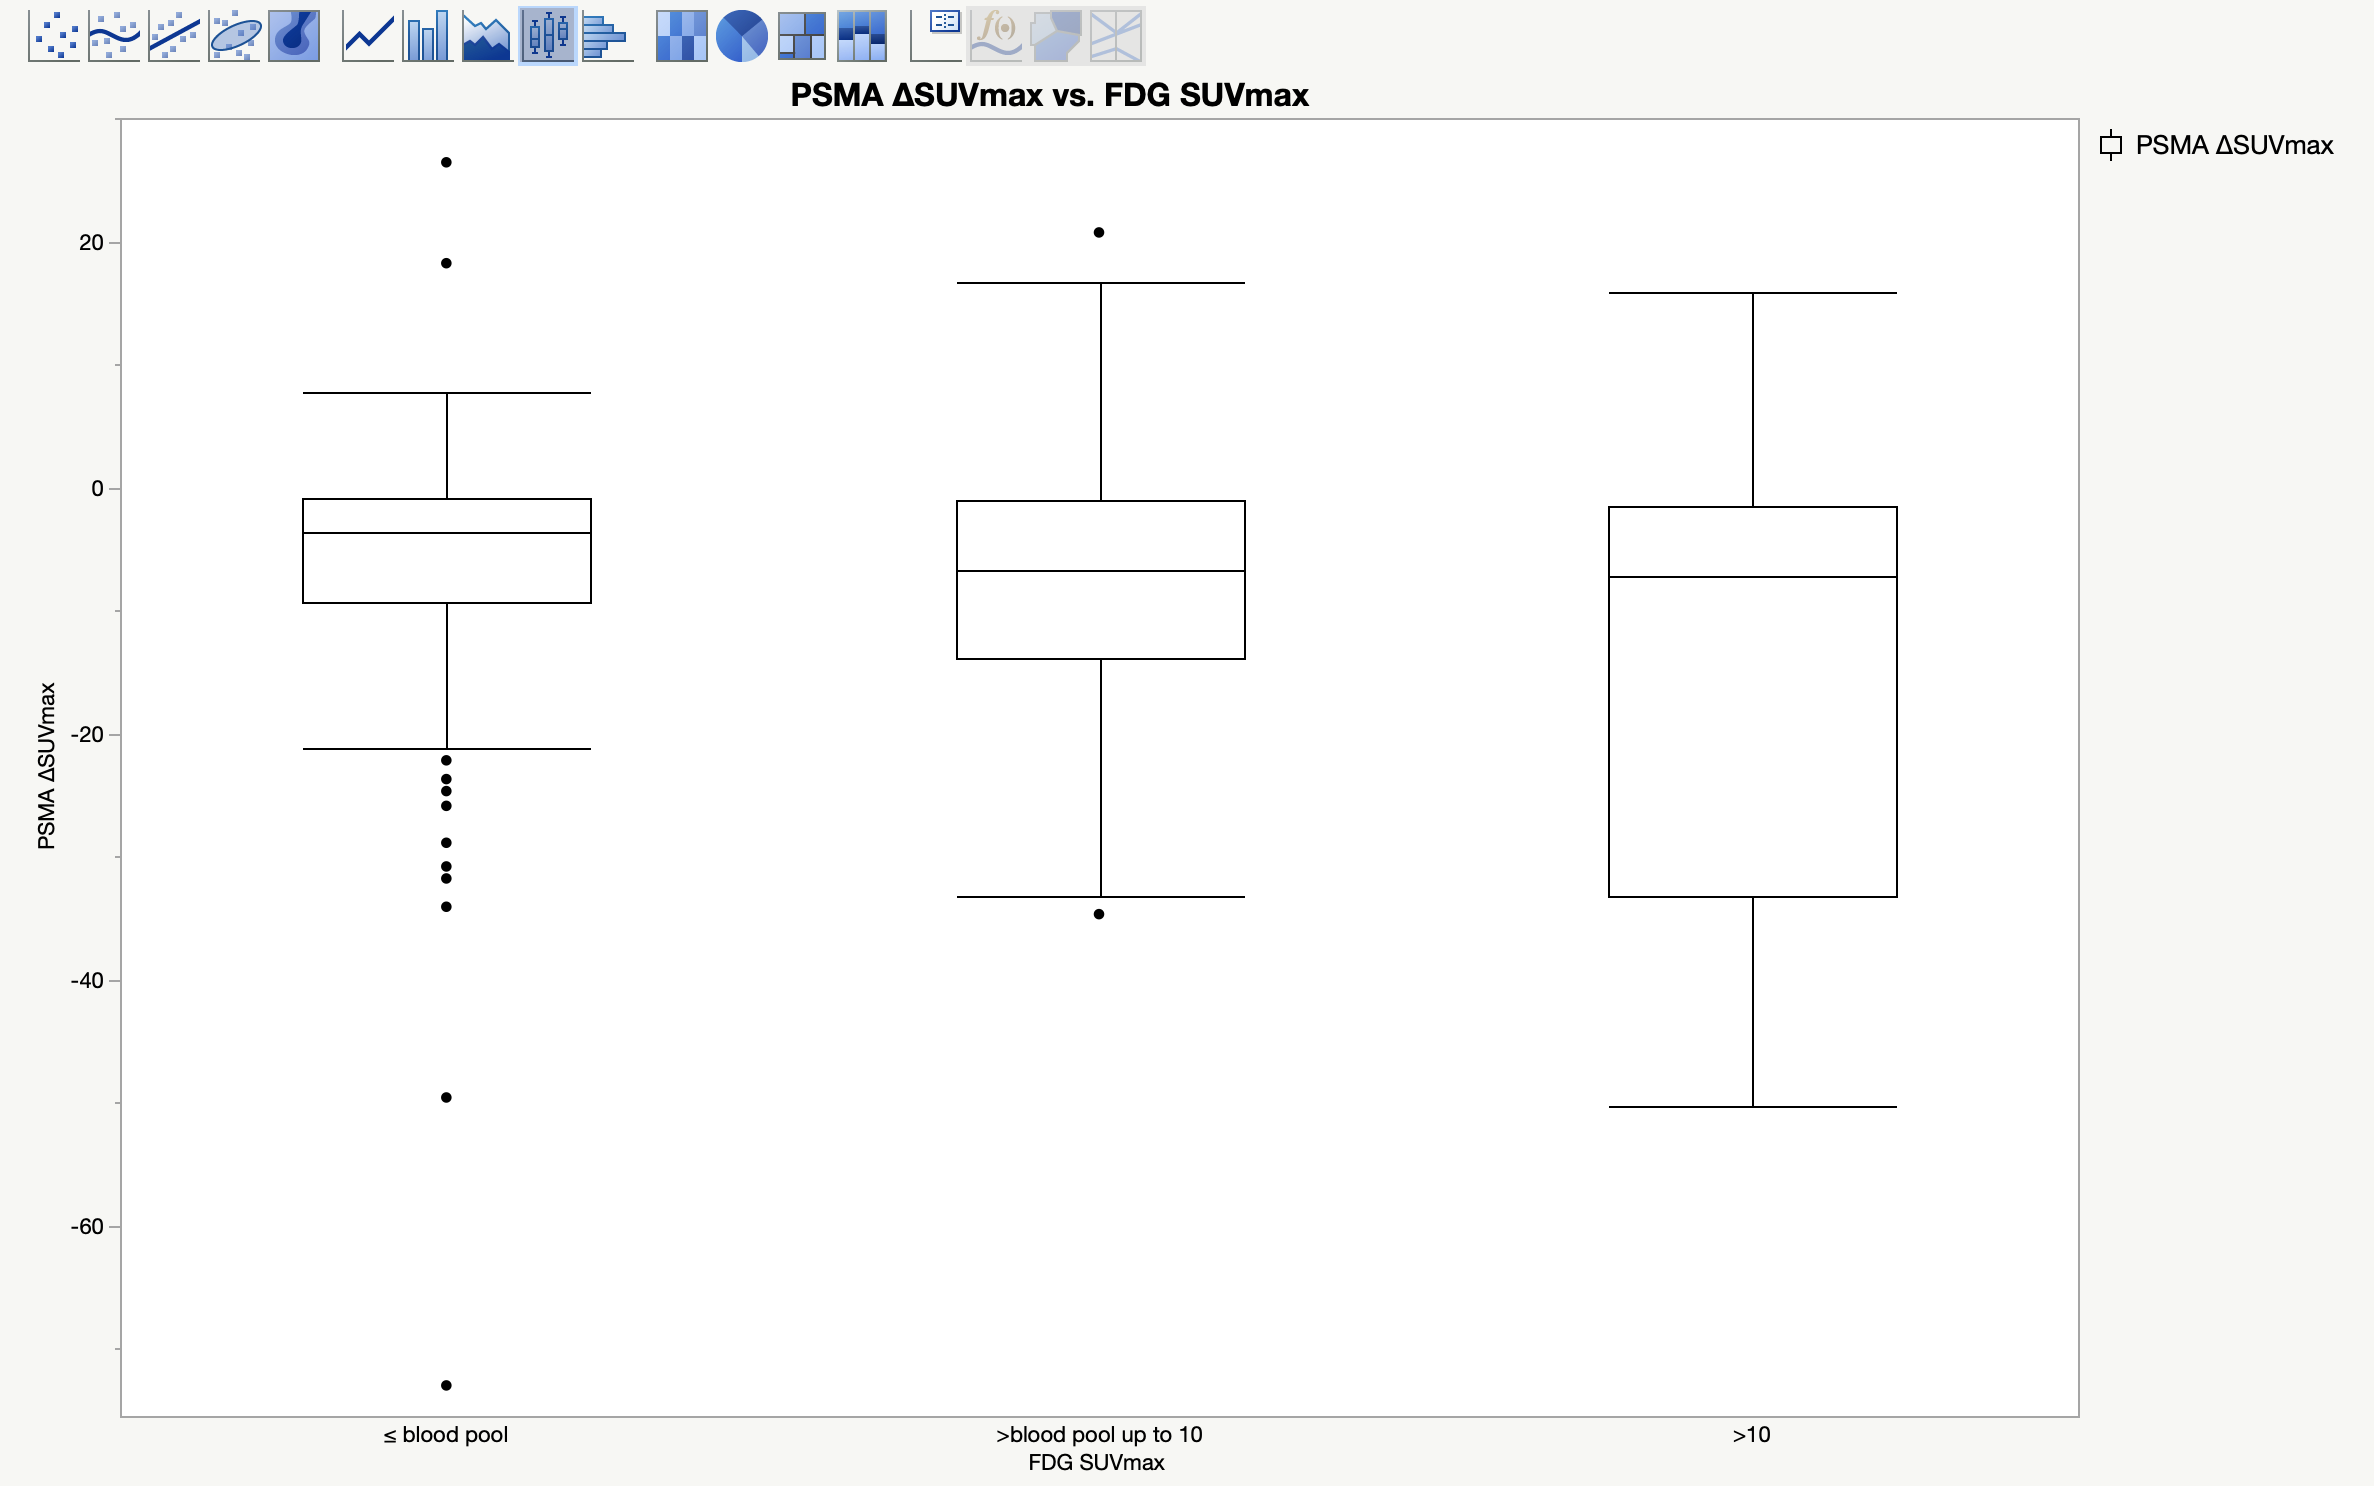 f(•)
PSMA ΔSUVmax vs. FDG SUVmax
PSMA ΔSUVmax
20
0
-20
-40
-60
PSMA ΔSUVmax
≤ blood pool
>blood pool up to 10
>10
FDG SUVmax